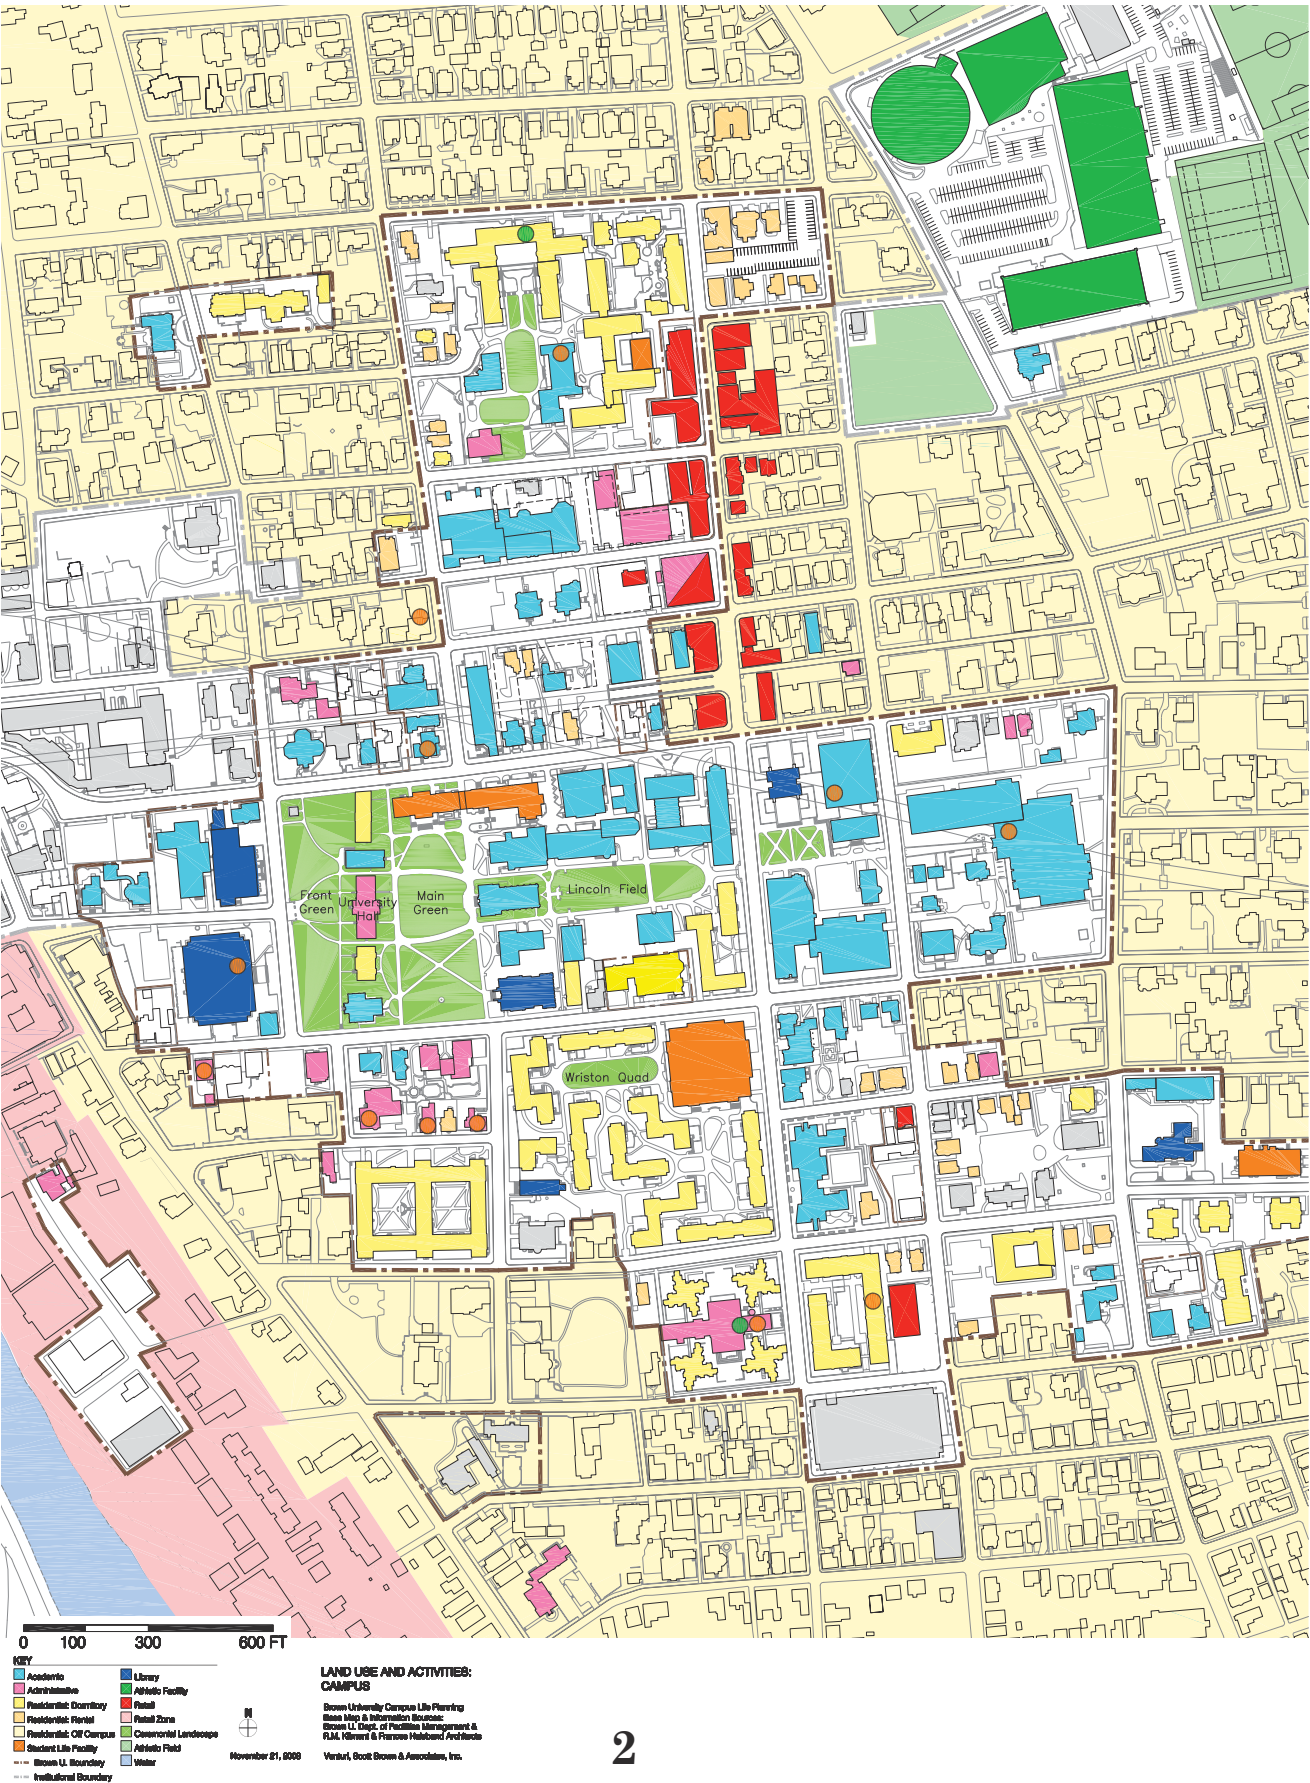 Front
Green
University
Hall
Main
Green
Lincoln Field
Wriston Quad
0 100 300 600 FT
KEY
Academic
Administrative
Residential: Dormitory
Residential: Rental
Residential: Off Campus
Student Life Facility
Brown U. Boundary
Institutional Boundary
Library
Athletic Facility
Retail
Retail Zone
Ceremonial Landscape
Athletic Field
Water
N
November 21, 2003
LAND USE AND ACTIVITIES:
CAMPUS
Brown University Campus Life Planning
Base Map & Information Sources:
Brown U. Dept. of Facilities Management &
R.M. Kliment & Frances Halsband Architects
Venturi, Scott Brown & Associates, Inc.
2